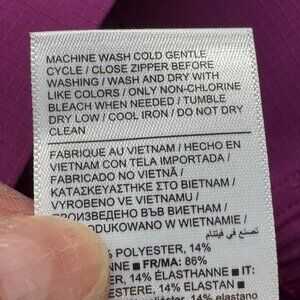 MACHINE WASH COLD GENTLE
CYCLE / CLOSE ZIPPER BEFORE
WASHING / WASH AND DRY WITH
LIKE COLORS / ONLY NON-CHLORINE
BLEACH WHEN NEEDED / TUMBLE
DRY LOW / COOL IRON / DO NOT DRY
CLEAN
FABRIQUE AU VIETNAM / HECHO EN
VIETNAM CON TELA IMPORTADA /
FABRICADO NO VIETNÃ /
ΚΑΤΑΣΚΕΥΑΣΤΗΚΕ ΣΤΟ ΒΙΕΤΝΑΜ /
VYROBENO VE VIETNAMU /
ПРОИЗВЕДЕНО ВЪВ ВИЕТНАМ /
ODUKOWANO W WIETNAMIE /
تصنع في فيتنام
% POLYESTER, 14%
NNE ■ FR/MA: 86%
ER, 14% ÉLASTHANNE ■ IT:
ESTERE, 14% ELASTAN ■